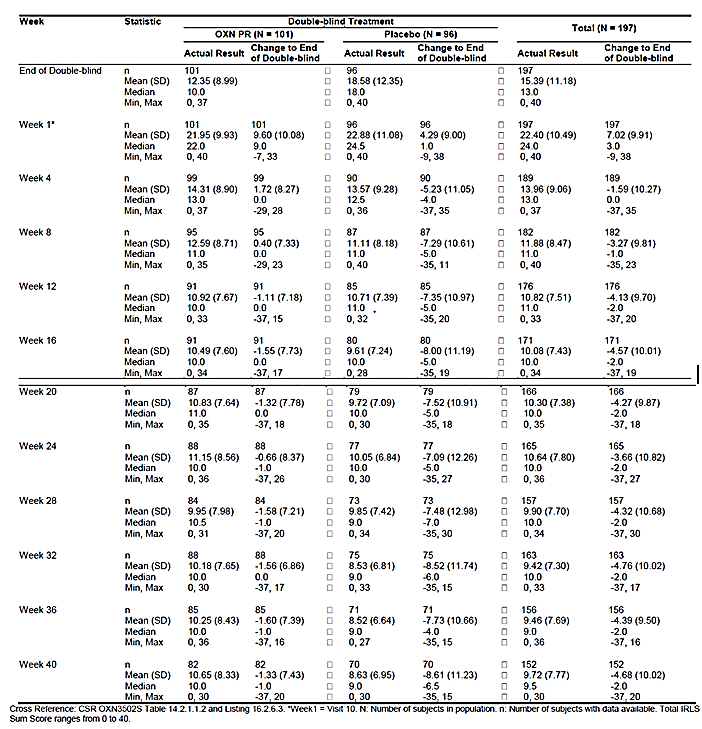 Week Statistic Double-blind Treatment
OXN PR (N = 101) Placebo (N = 96) Total (N = 197)
Actual Result Change to End of Double-blind Actual Result Change to End of Double-blind Actual Result Change to End of Double-blind
End of Double-blind n 101 96 197
Mean (SD) 12.35 (8.99) 18.58 (12.35) 15.39 (11.18)
Median 10.0 18.0 13.0
Min, Max 0, 37 0, 40 0, 40
Week 1* n 101 101 96 96 197 197
Mean (SD) 21.95 (9.93) 9.60 (10.08) 22.88 (11.08) 4.29 (9.00) 22.40 (10.49) 7.02 (9.91)
Median 22.0 9.0 24.5 1.0 24.0 3.0
Min, Max 0, 40 -7, 33 0, 40 -9, 38 0, 40 -9, 38
Week 4 n 99 99 90 90 189 189
Mean (SD) 14.31 (8.90) 1.72 (8.27) 13.57 (9.28) -5.23 (11.05) 13.96 (9.06) -1.59 (10.27)
Median 13.0 0.0 12.5 -4.0 13.0 0.0
Min, Max 0, 37 -29, 28 0, 36 -37, 35 0, 37 -37, 35
Week 8 n 95 95 87 87 182 182
Mean (SD) 12.59 (8.71) 0.40 (7.33) 11.11 (8.18) -7.29 (10.61) 11.88 (8.47) -3.27 (9.81)
Median 11.0 0.0 11.0 -5.0 11.0 -1.0
Min, Max 0, 35 -29, 23 0, 40 -35, 11 0, 40 -35, 23
Week 12 n 91 91 85 85 176 176
Mean (SD) 10.92 (7.67) -1.11 (7.18) 10.71 (7.39) -7.35 (10.97) 10.82 (7.51) -4.13 (9.70)
Median 10.0 0.0 11.0 -5.0 11.0 -2.0
Min, Max 0, 33 -37, 15 0, 32 -35, 20 0, 33 -37, 20
Week 16 n 91 91 80 80 171 171
Mean (SD) 10.49 (7.60) -1.55 (7.73) 9.61 (7.24) -8.00 (11.19) 10.08 (7.43) -4.57 (10.01)
Median 10.0 0.0 10.0 -5.0 10.0 -2.0
Min, Max 0, 34 -37, 17 0, 28 -35, 19 0, 34 -37, 19
Week 20 n 87 87 79 79 166 166
Mean (SD) 10.83 (7.64) -1.32 (7.78) 9.72 (7.09) -7.52 (10.91) 10.30 (7.38) -4.27 (9.87)
Median 11.0 0.0 10.0 -5.0 10.0 -2.0
Min, Max 0, 35 -37, 18 0, 30 -35, 18 0, 35 -37, 18
Week 24 n 88 88 77 77 165 165
Mean (SD) 11.15 (8.56) -0.66 (8.37) 10.05 (6.84) -7.09 (12.26) 10.64 (7.80) -3.66 (10.82)
Median 10.0 -1.0 10.0 -5.0 10.0 -2.0
Min, Max 0, 36 -37, 26 0, 30 -35, 27 0, 36 -37, 27
Week 28 n 84 84 73 73 157 157
Mean (SD) 9.95 (7.98) -1.58 (7.21) 9.85 (7.42) -7.48 (12.98) 9.90 (7.70) -4.32 (10.68)
Median 10.5 -1.0 9.0 -7.0 10.0 -2.0
Min, Max 0, 31 -37, 20 0, 34 -35, 30 0, 34 -37, 30
Week 32 n 88 88 75 75 163 163
Mean (SD) 10.18 (7.65) -1.56 (6.86) 8.53 (6.81) -8.52 (11.74) 9.42 (7.30) -4.76 (10.02)
Median 10.0 0.0 9.0 -6.0 10.0 -2.0
Min, Max 0, 30 -37, 17 0, 33 -35, 15 0, 33 -37, 17
Week 36 n 85 85 71 71 156 156
Mean (SD) 10.25 (8.43) -1.60 (7.39) 8.52 (6.64) -7.73 (10.66) 9.46 (7.69) -4.39 (9.50)
Median 10.0 -1.0 9.0 -4.0 9.0 -2.0
Min, Max 0, 36 -37, 16 0, 27 -35, 15 0, 36 -37, 16
Week 40 n 82 82 70 70 152 152
Mean (SD) 10.65 (8.33) -1.33 (7.43) 8.63 (6.95) -8.61 (11.23) 9.72 (7.77) -4.68 (10.02)
Median 10.0 -1.0 9.0 -6.5 9.5 -2.0
Min, Max 0, 30 -37, 20 0, 30 -35, 15 0, 30 -37, 20
Cross Reference: CSR OXN3502S Table 14.2.1.1.2 and Listing 16.2.6.3. *Week1 = Visit 10. N: Number of subjects in population. n: Number of subjects with data available. Total IRLS
Sum Score ranges from 0 to 40.